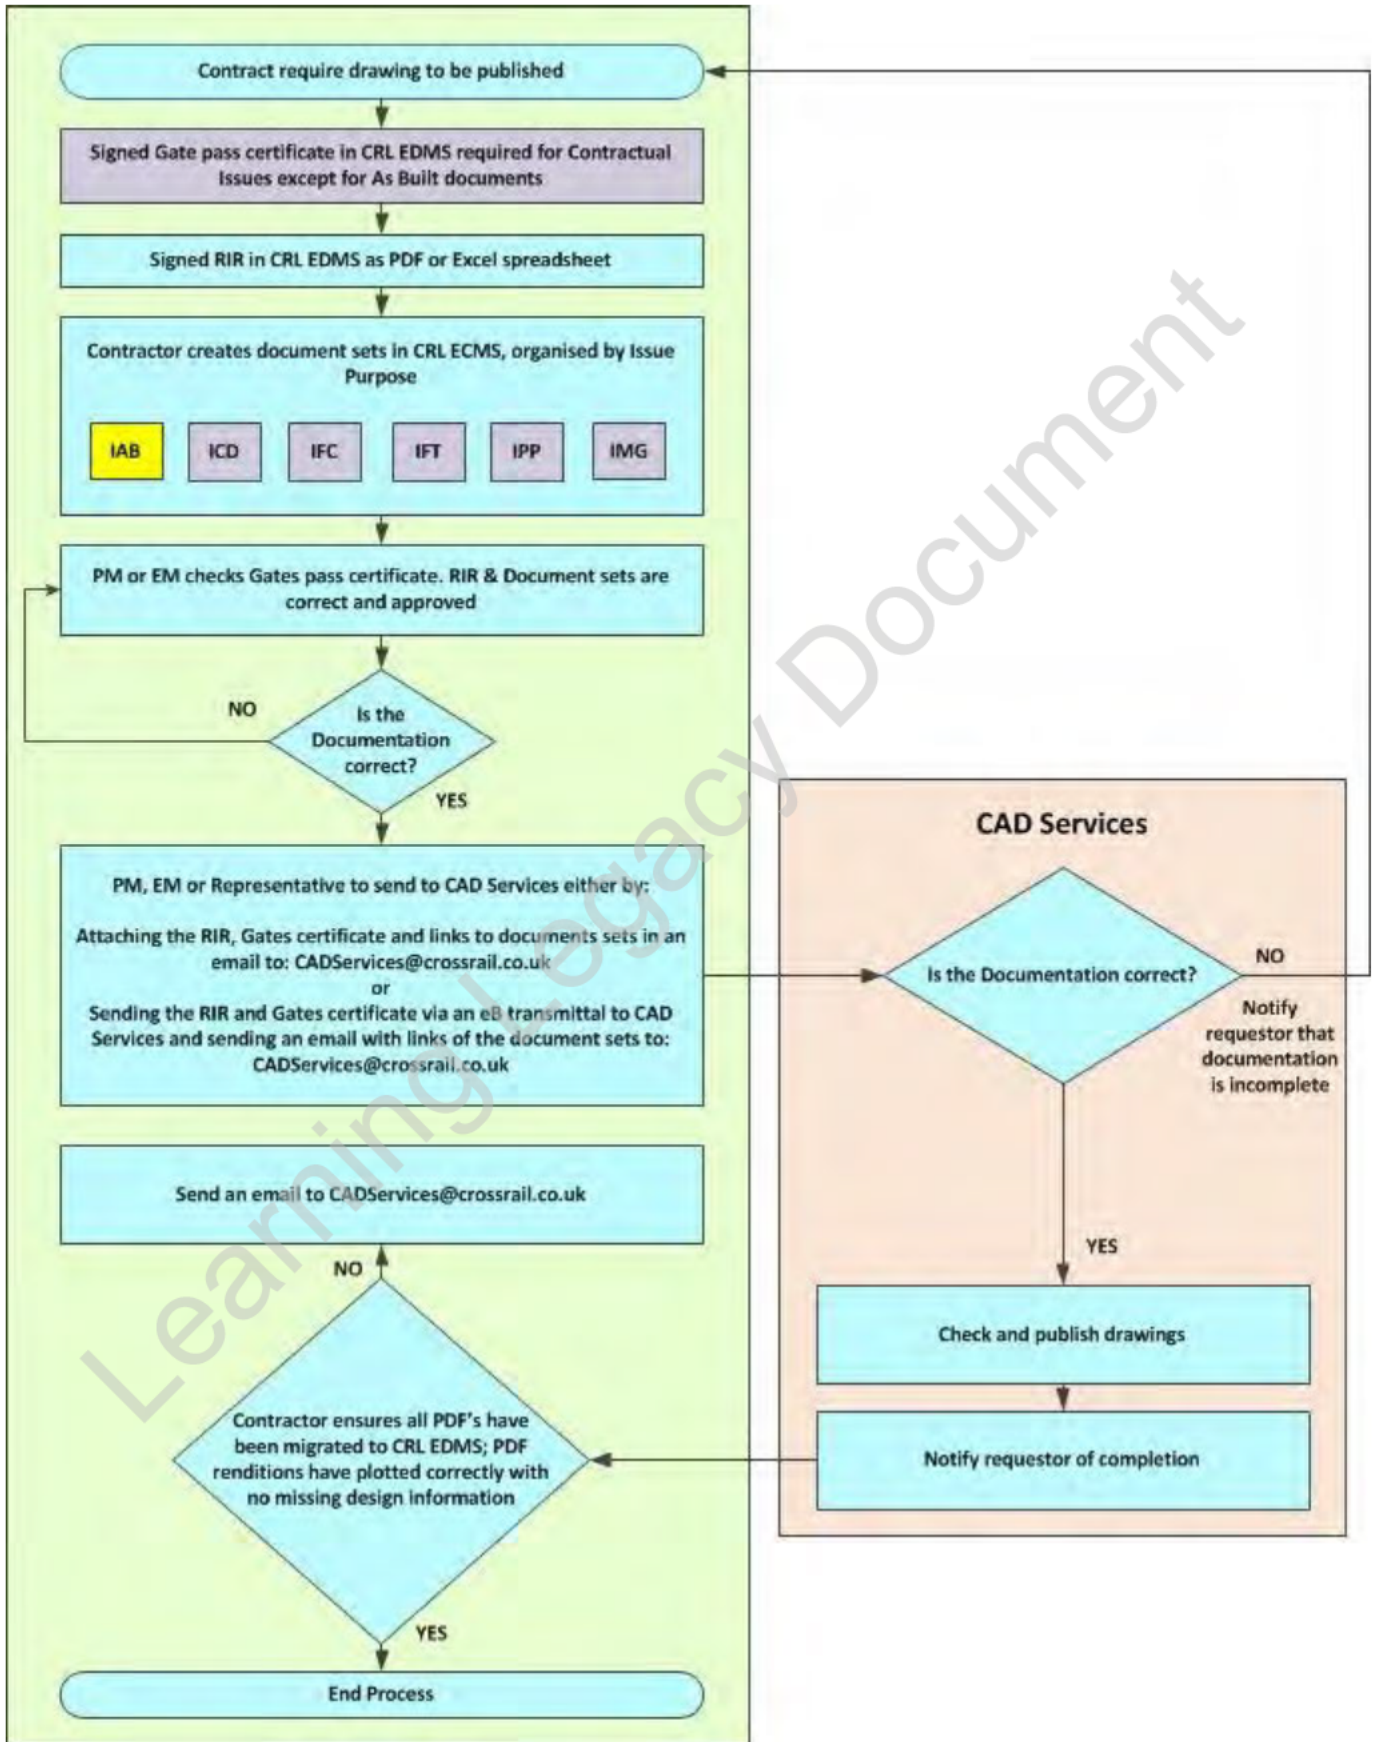 Contract require drawing to be published
Signed Gate pass certificate in CRL EDMS required for Contractual
Issues except for As Built documents
Signed RIR in CRL EDMS as PDF or Excel spreadsheet
Contractor creates document sets in CRL ECMS, organised by Issue
Purpose
IAB
ICD
IFC
IFT
IPP
IMG
PM or EM checks Gates pass certificate. RIR & Document sets are
correct and approved
NO
Is the
Documentation
correct?
YES
PM, EM or Representative to send to CAD Services either by:
Attaching the RIR, Gates certificate and links to documents sets in an
email to: CADServices@crossrail.co.uk
or
Sending the RIR and Gates certificate via an eB transmittal to CAD
Services and sending an email with links of the document sets to:
CADServices@crossrail.co.uk
CAD Services
Is the Documentation correct?
NO
Notify
requestor that
documentation
is incomplete
YES
Check and publish drawings
Notify requestor of completion
Send an email to CADServices@crossrail.co.uk
NO
Contractor ensures all PDF's have
been migrated to CRL EDMS; PDF
renditions have plotted correctly with
no missing design information
YES
End Process
Learning Legacy Document